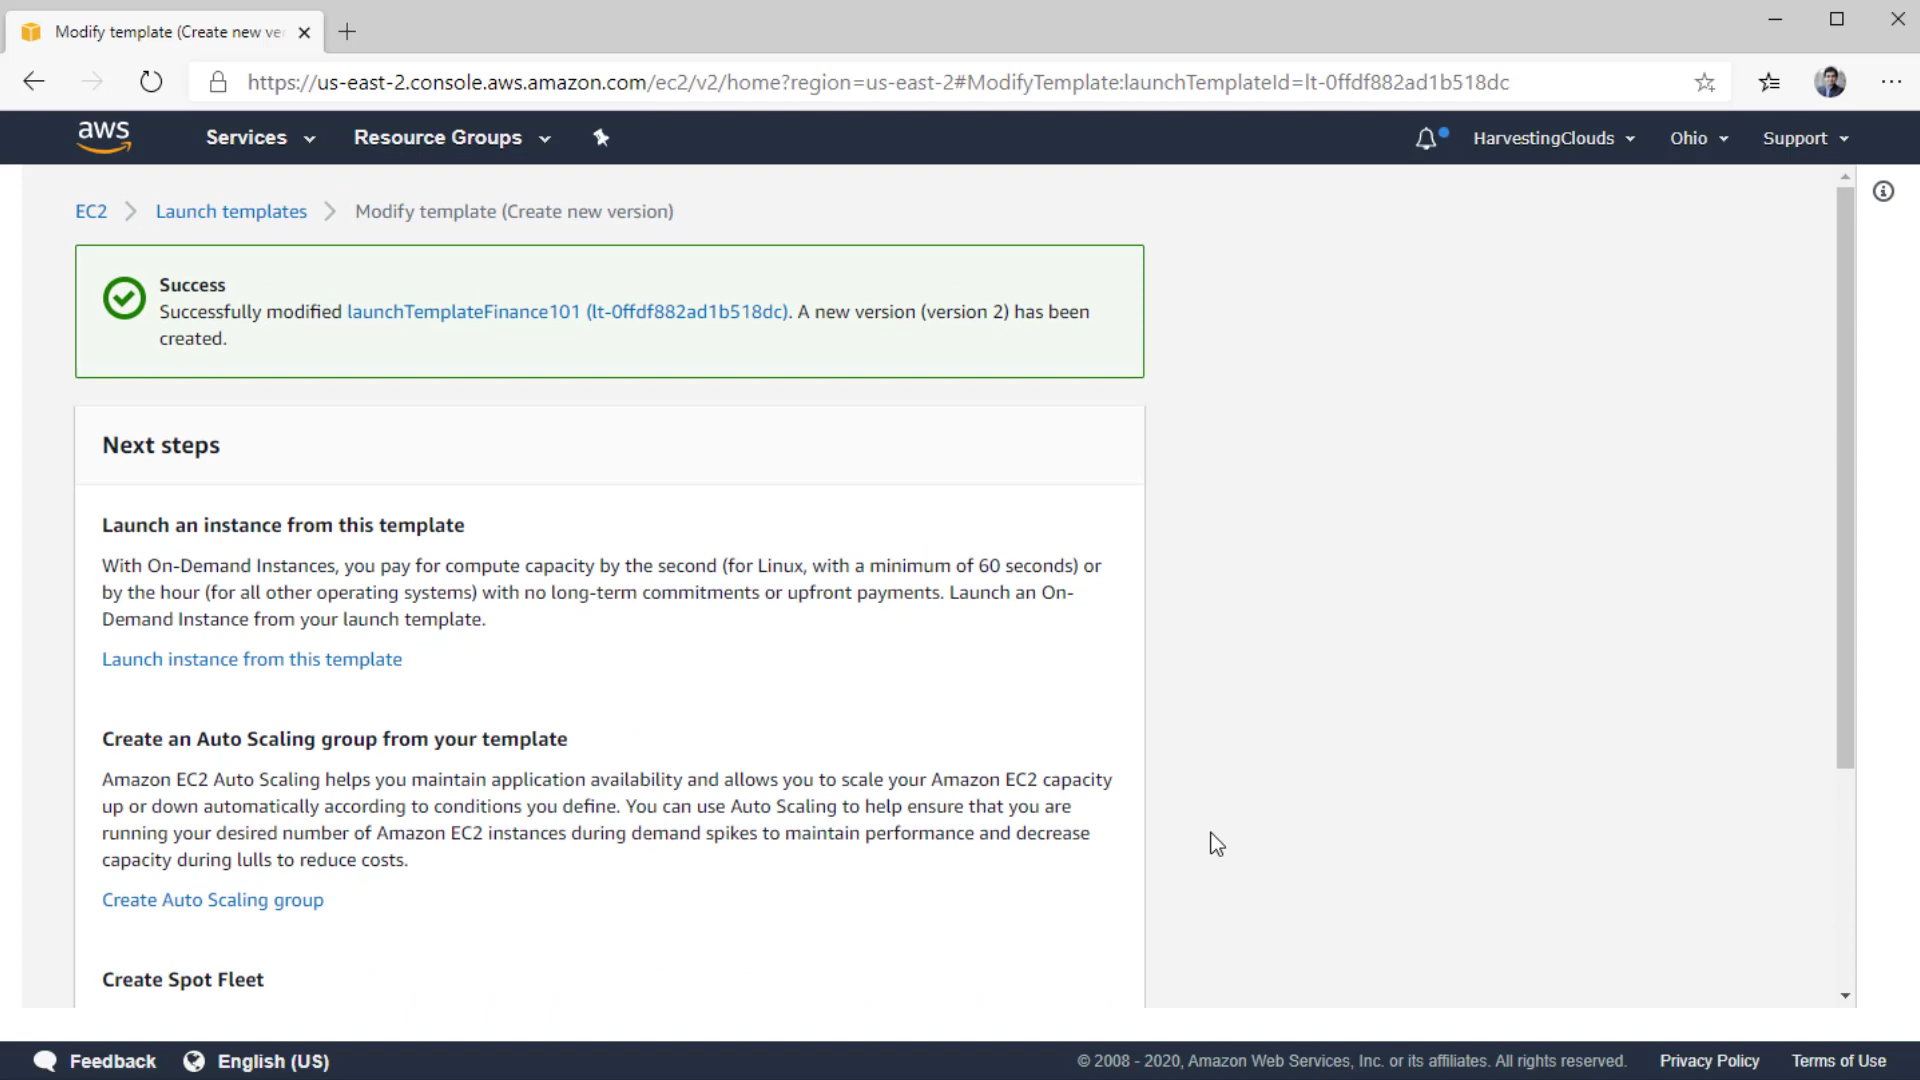 Modify template (Create new ve
https://us-east-2.console.aws.amazon.com/ec2/v2/home?region=us-east-2#ModifyTemplate:launchTemplateId=lt-0ffdf882ad1b518dc
aws Services Resource Groups HarvestingClouds Ohio Support
EC2 Launch templates Modify template (Create new version)
Success
Successfully modified launchTemplateFinance101 (lt-0ffdf882ad1b518dc). A new version (version 2) has been
created.
Next steps
Launch an instance from this template
With On-Demand Instances, you pay for compute capacity by the second (for Linux, with a minimum of 60 seconds) or
by the hour (for all other operating systems) with no long-term commitments or upfront payments. Launch an On-
Demand Instance from your launch template.
Launch instance from this template
Create an Auto Scaling group from your template
Amazon EC2 Auto Scaling helps you maintain application availability and allows you to scale your Amazon EC2 capacity
up or down automatically according to conditions you define. You can use Auto Scaling to help ensure that you are
running your desired number of Amazon EC2 instances during demand spikes to maintain performance and decrease
capacity during lulls to reduce costs.
Create Auto Scaling group
Create Spot Fleet
Feedback English (US) © 2008 - 2020, Amazon Web Services, Inc. or its affiliates. All rights reserved. Privacy Policy Terms of Use